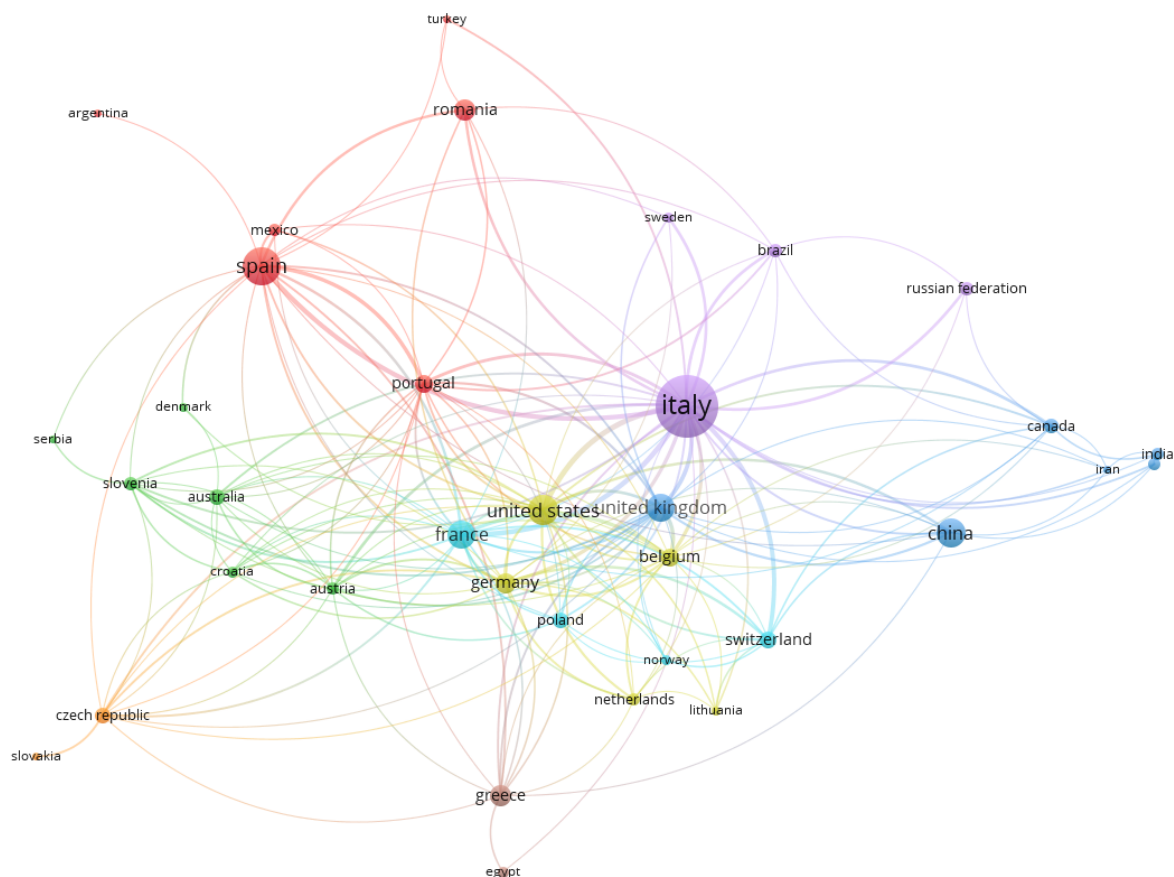 turkey
romania
argentina
sweden
mexico
brazil
spain
russian federation
portugal
italy
denmark
canada
serbia
india
iran
slovenia
australia
united states
united kingdom
france
china
belgium
croatia
germany
austria
poland
switzerland
norway
netherlands
lithuania
czech republic
slovakia
greece
egypt